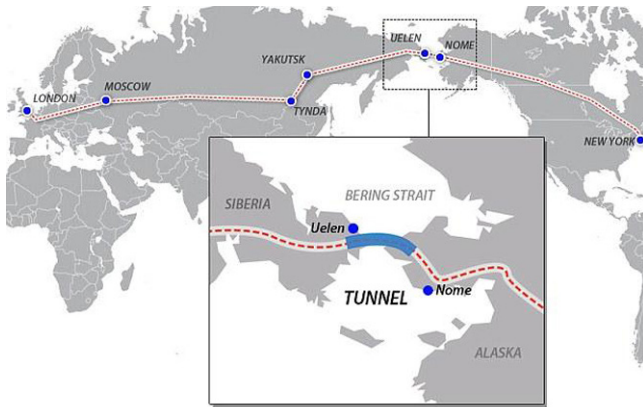 LONDON
MOSCOW
YAKUTSK
TYNDA
UELEN
NOME
NEW YORK
SIBERIA
BERING STRAIT
Uelen
TUNNEL
Nome
ALASKA